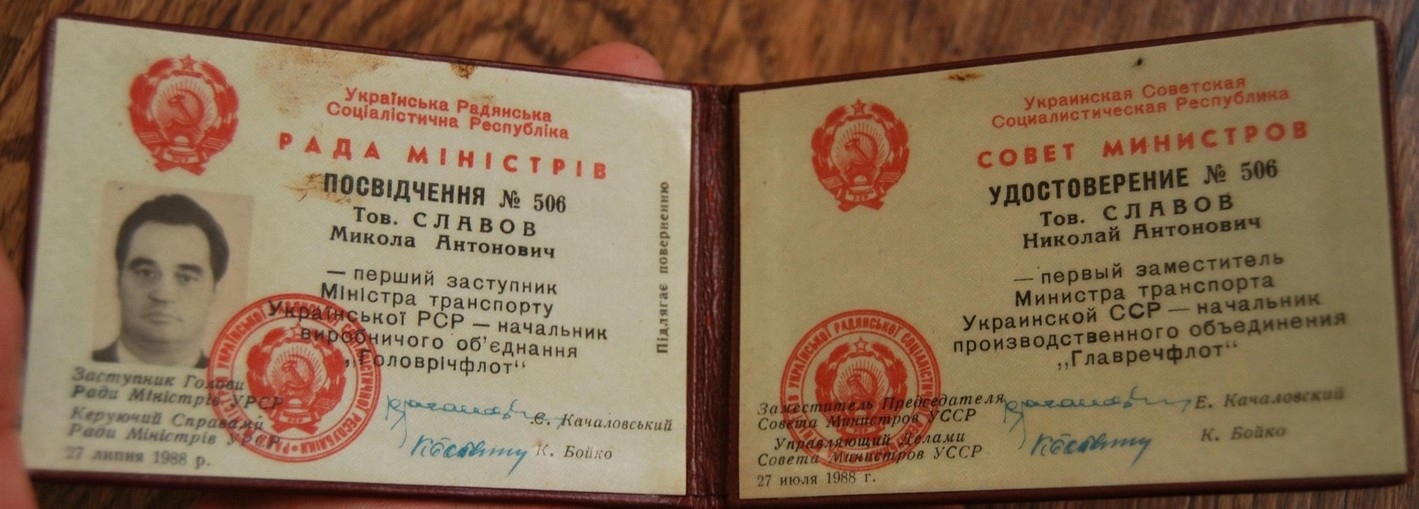 Українська Радянська
Соціалістична Республіка
РАДА МІНІСТРІВ
ПОСВІДЧЕННЯ № 506
Тов. СЛАВОВ
Микола Антонович
— перший заступник
Міністра транспорту
Української РСР — начальник
виробничого об'єднання
„Головрічфлот“
Підлягає поверненню
Заступник Голови
Ради Міністрів УРСР
Є. Качаловський
Керуючий Справами
Ради Міністрів УРСР
К. Бойко
27 липня 1988 р.
Украинская Советская
Социалистическая Республика
СОВЕТ МИНИСТРОВ
УДОСТОВЕРЕНИЕ № 506
Тов. СЛАВОВ
Николай Антонович
— первый заместитель
Министра транспорта
Украинской ССР — начальник
производственного объединения
„Главречфлот“
Заместитель Председателя
Совета Министров УССР
Е. Качаловский
Управляющий Делами
Совета Министров УССР
К. Бойко
27 июля 1988 г.